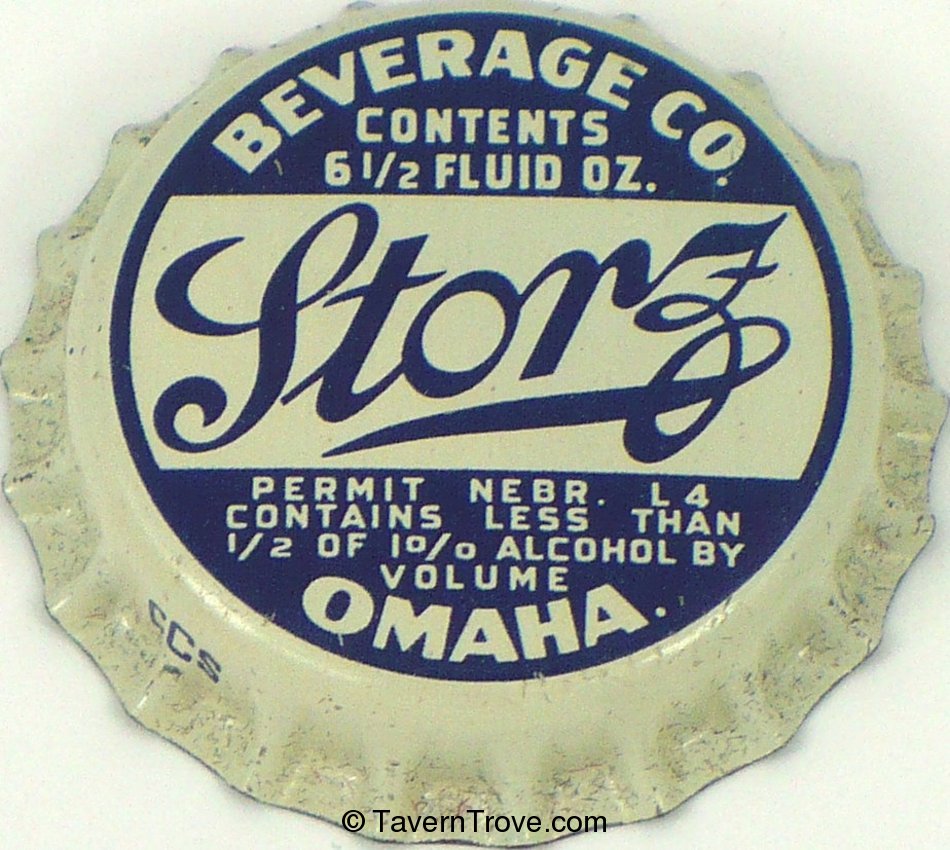 BEVERAGE CO.
CONTENTS
6 1/2 FLUID OZ.
Storz
PERMIT NEBR. L4
CONTAINS LESS THAN
1/2 OF 1% ALCOHOL BY
VOLUME
OMAHA.
CCS
© TavernTrove.com